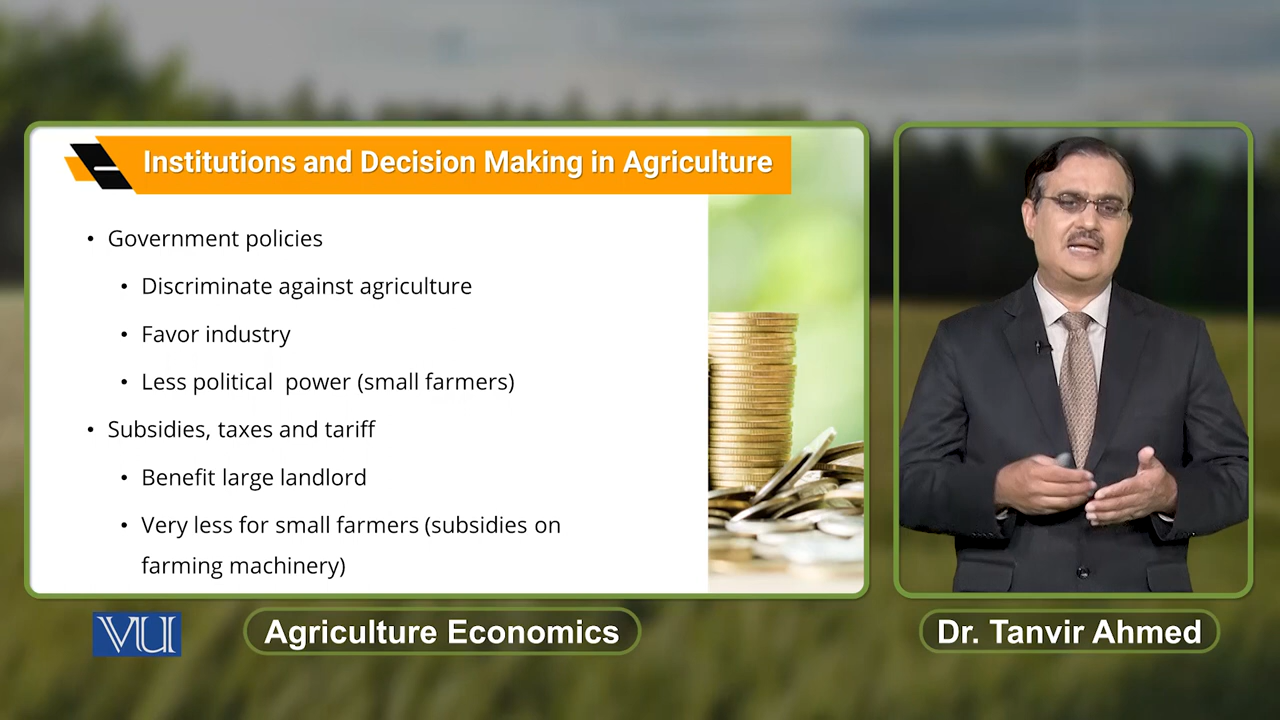 Institutions and Decision Making in Agriculture
• Government policies
• Discriminate against agriculture
• Favor industry
• Less political  power (small farmers)
• Subsidies, taxes and tariff
• Benefit large landlord
• Very less for small farmers (subsidies on
farming machinery)
VU
Agriculture Economics
Dr. Tanvir Ahmed